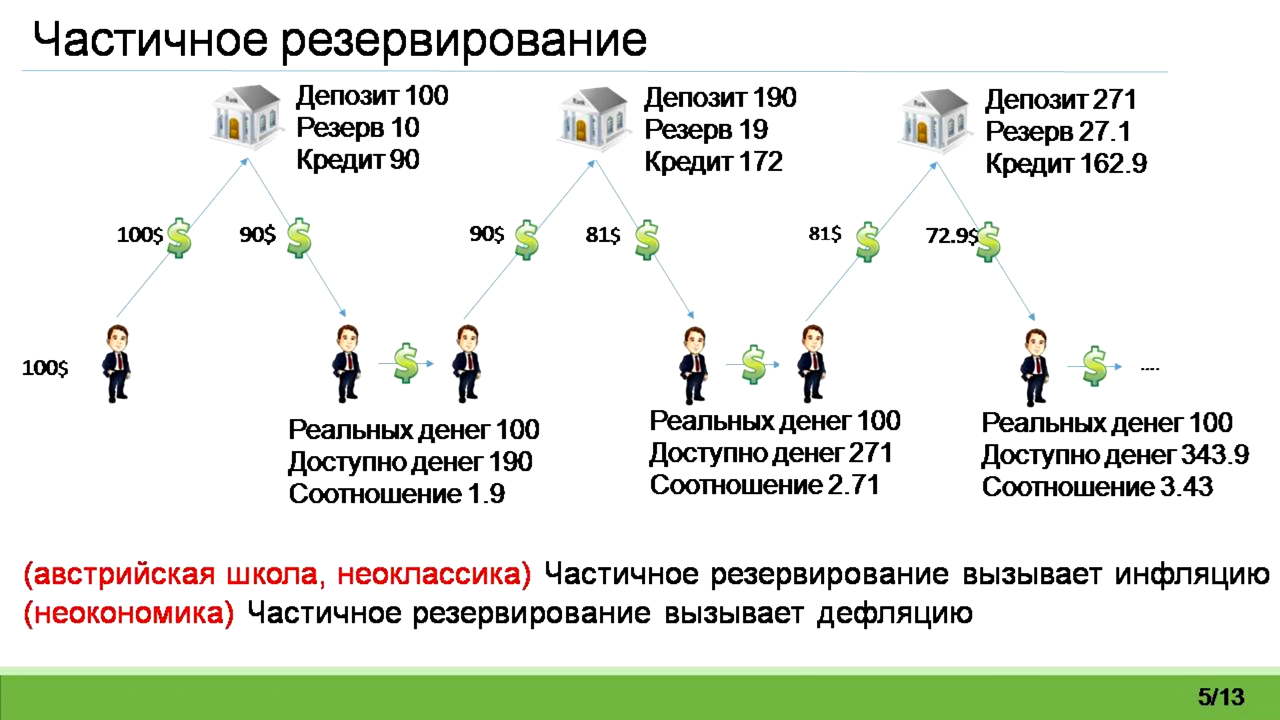 Частичное резервирование
Депозит 100
Резерв 10
Кредит 90
Депозит 190
Резерв 19
Кредит 172
Депозит 271
Резерв 27.1
Кредит 162.9
100$
90$
90$
81$
81$
72.9$
100$
....
Реальных денег 100
Доступно денег 190
Соотношение 1.9
Реальных денег 100
Доступно денег 271
Соотношение 2.71
Реальных денег 100
Доступно денег 343.9
Соотношение 3.43
(австрийская школа, неоклассика) Частичное резервирование вызывает инфляцию
(неокономика) Частичное резервирование вызывает дефляцию
5/13